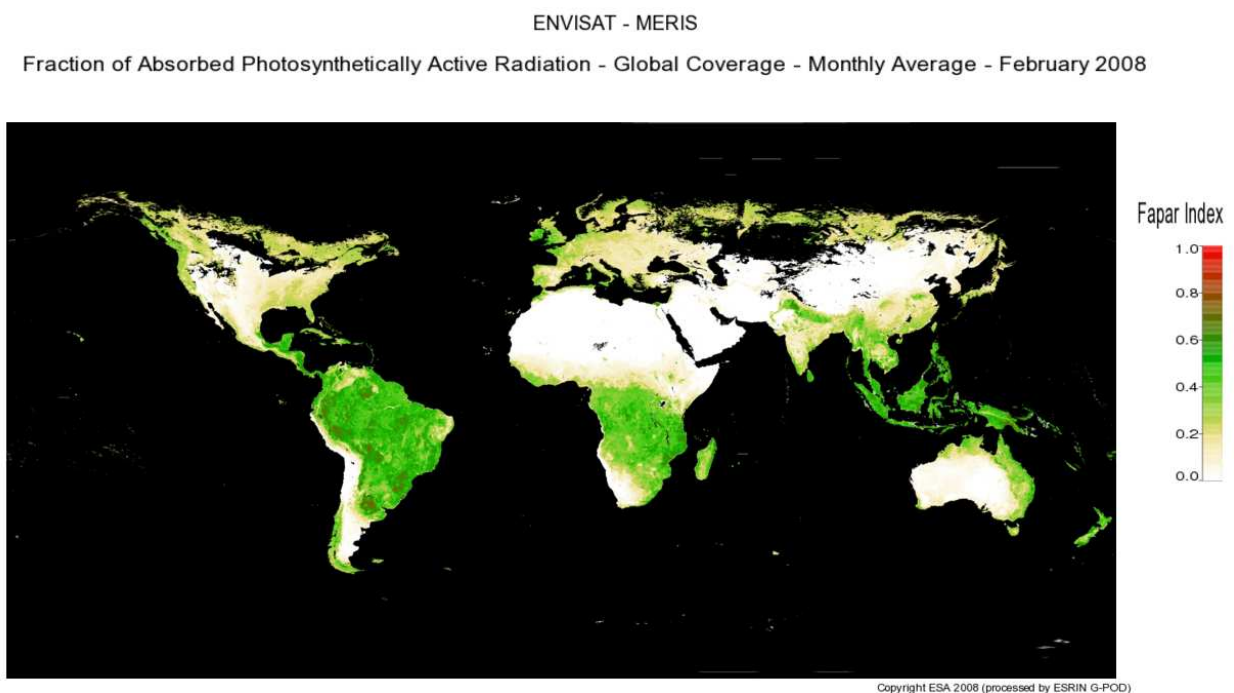 ENVISAT - MERIS
Fraction of Absorbed Photosynthetically Active Radiation - Global Coverage - Monthly Average - February 2008
Fapar Index
1.0
0.8
0.6
0.4
0.2
0.0
Copyright ESA 2008 (processed by ESRIN G-POD)